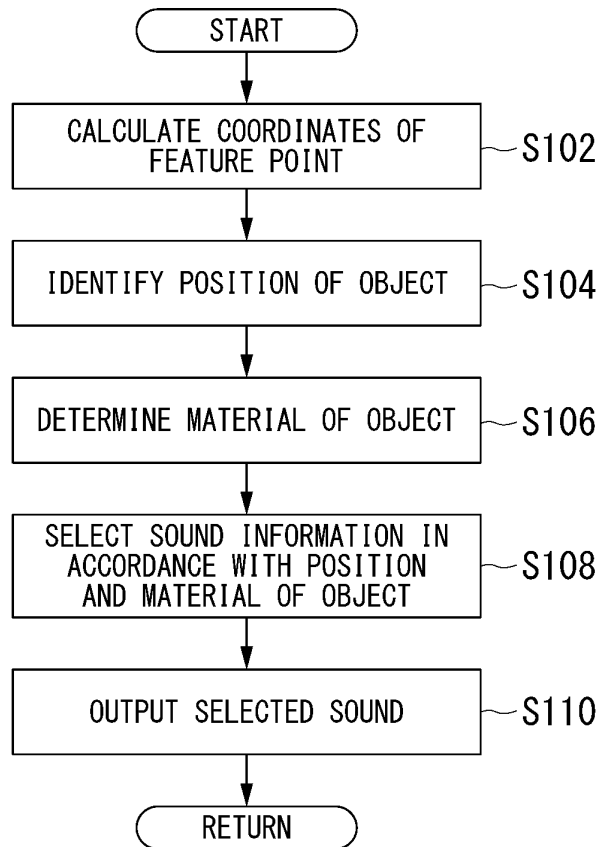 START
CALCULATE COORDINATES OF
FEATURE POINT
S102
IDENTIFY POSITION OF OBJECT
S104
DETERMINE MATERIAL OF OBJECT
S106
SELECT SOUND INFORMATION IN
ACCORDANCE WITH POSITION
AND MATERIAL OF OBJECT
S108
OUTPUT SELECTED SOUND
S110
RETURN